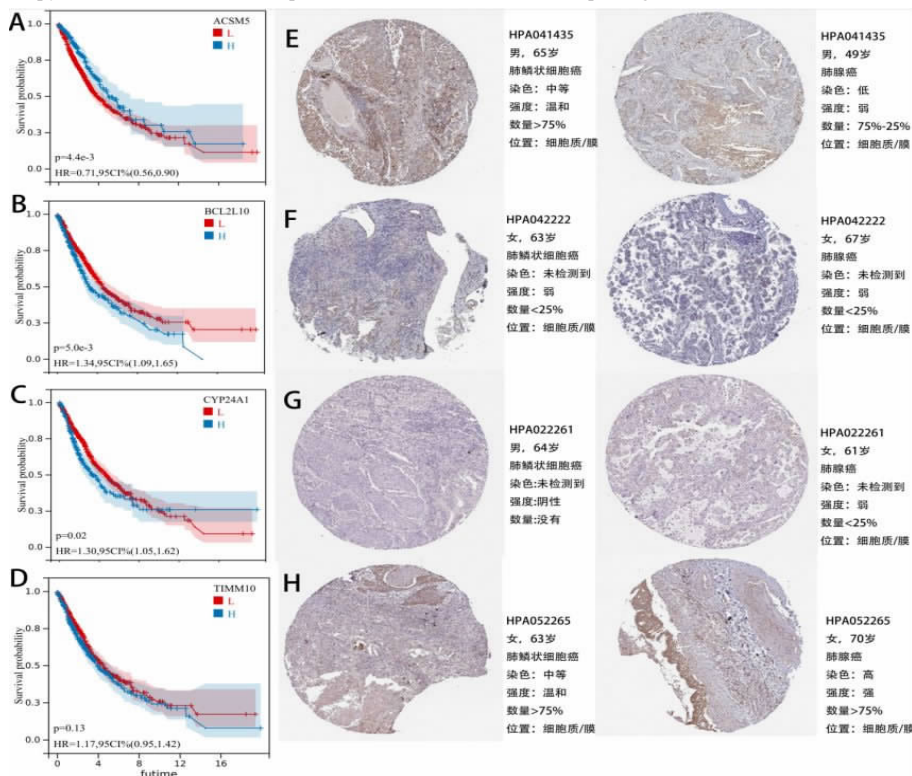 A
ACSM5
L
H
Survival probability
1.0
0.8
0.5
0.3
0.0
p=4.4e-3
HR=0.71,95CI%(0.56,0.90)
E
HPA041435
男，65岁
肺鳞状细胞癌
染色：中等
强度：温和
数量>75%
位置：细胞质/膜
HPA041435
男，49岁
肺腺癌
染色：低
强度：弱
数量：75%-25%
位置：细胞质/膜
B
BCL2L10
L
H
Survival probability
1.0
0.8
0.5
0.3
0.0
p=5.0e-3
HR=1.34,95CI%(1.09,1.65)
F
HPA042222
女，63岁
肺鳞状细胞癌
染色：未检测到
强度：弱
数量<25%
位置：细胞质/膜
HPA042222
女，67岁
肺腺癌
染色：未检测到
强度：弱
数量<25%
位置：细胞质/膜
C
CYP24A1
L
H
Survival probability
1.0
0.8
0.5
0.3
0.0
p=0.02
HR=1.30,95CI%(1.05,1.62)
G
HPA022261
男，64岁
肺鳞状细胞癌
染色:未检测到
强度:阴性
数量:没有
HPA022261
女，61岁
肺腺癌
染色：未检测到
强度：弱
数量<25%
位置：细胞质/膜
D
TIMM10
L
H
Survival probability
1.0
0.8
0.5
0.3
0.0
p=0.13
HR=1.17,95CI%(0.95,1.42)
0 4 8 12 16
futime
H
HPA052265
女，63岁
肺鳞状细胞癌
染色：中等
强度：温和
数量>75%
位置：细胞质/膜
HPA052265
女，70岁
肺腺癌
染色：高
强度：强
数量>75%
位置：细胞质/膜